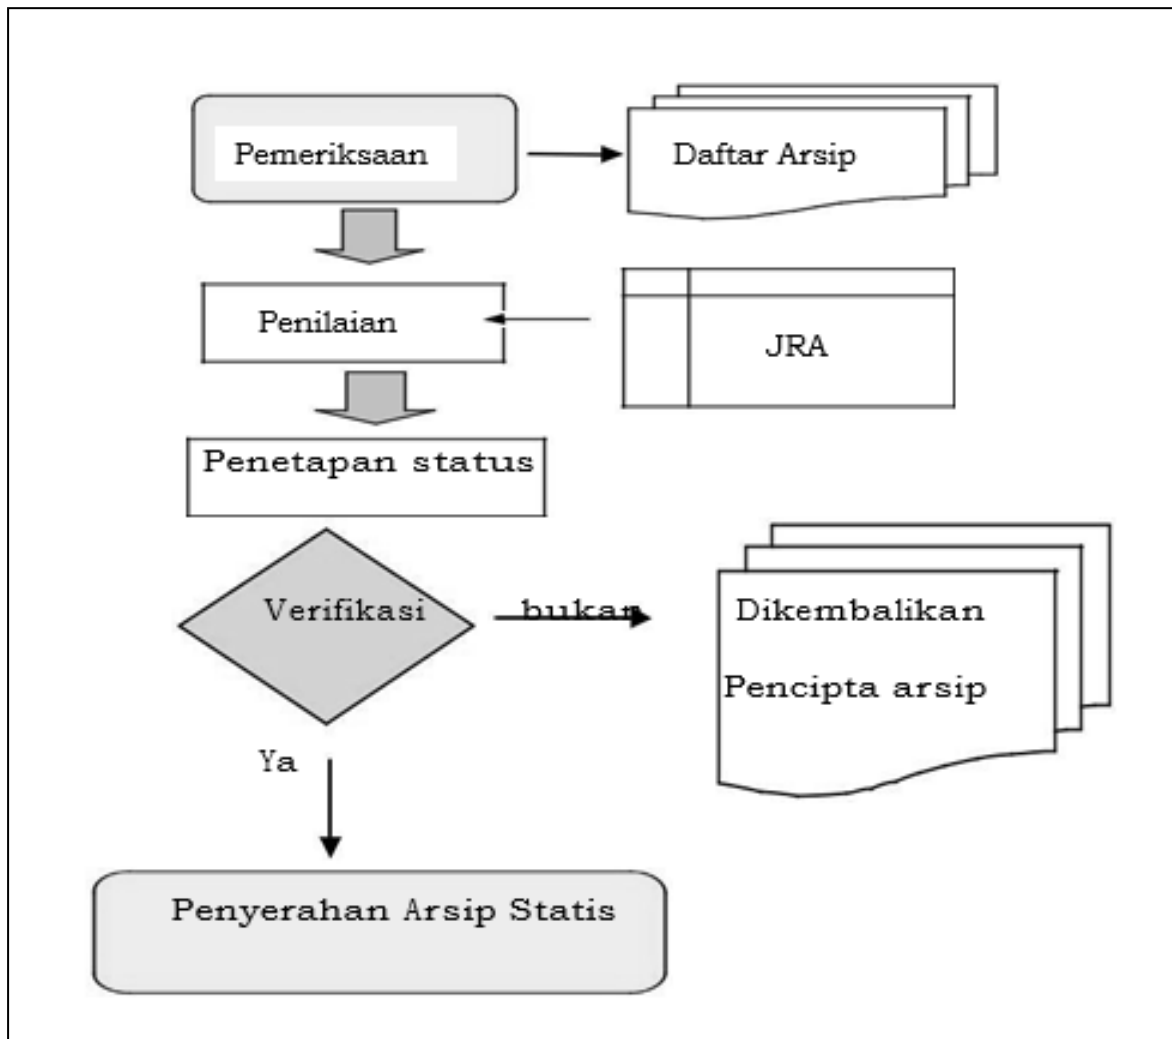 Pemeriksaan
Daftar Arsip
Penilaian
JRA
Penetapan status
Verifikasi
bukan
Dikembalikan
Pencipta arsip
Ya
Penyerahan Arsip Statis